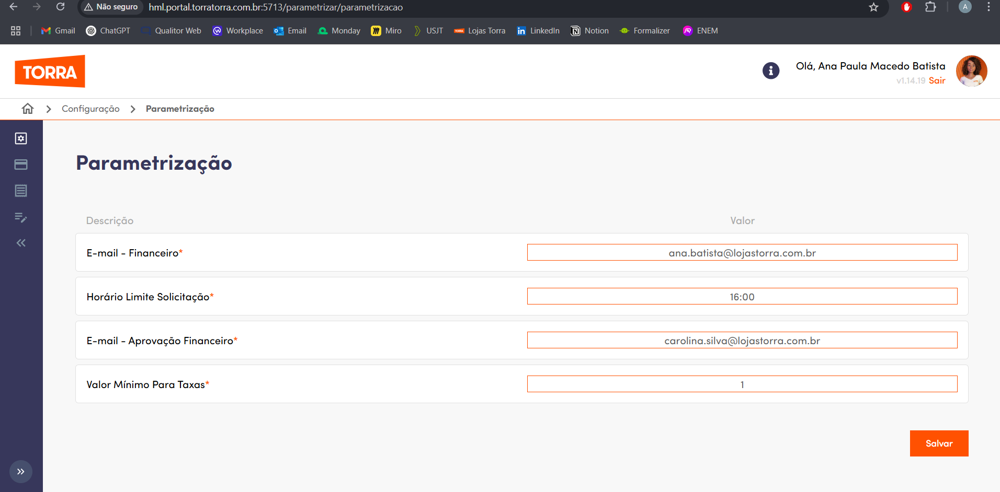 Não seguro hml.portal.torratorra.com.br:5713/parametrizar/parametrizacao A
Gmail ChatGPT Qualitor Web Workplace Email Monday Miro USJT Lojas Torra LinkedIn Notion Formalizer ENEM
TORRA
Olá, Ana Paula Macedo Batista
v1.14.19 Sair
Configuração Parametrização
Parametrização
Descrição Valor
E-mail - Financeiro* ana.batista@lojastorra.com.br
Horário Limite Solicitação* 16:00
E-mail - Aprovação Financeiro* carolina.silva@lojastorra.com.br
Valor Mínimo Para Taxas* 1
Salvar